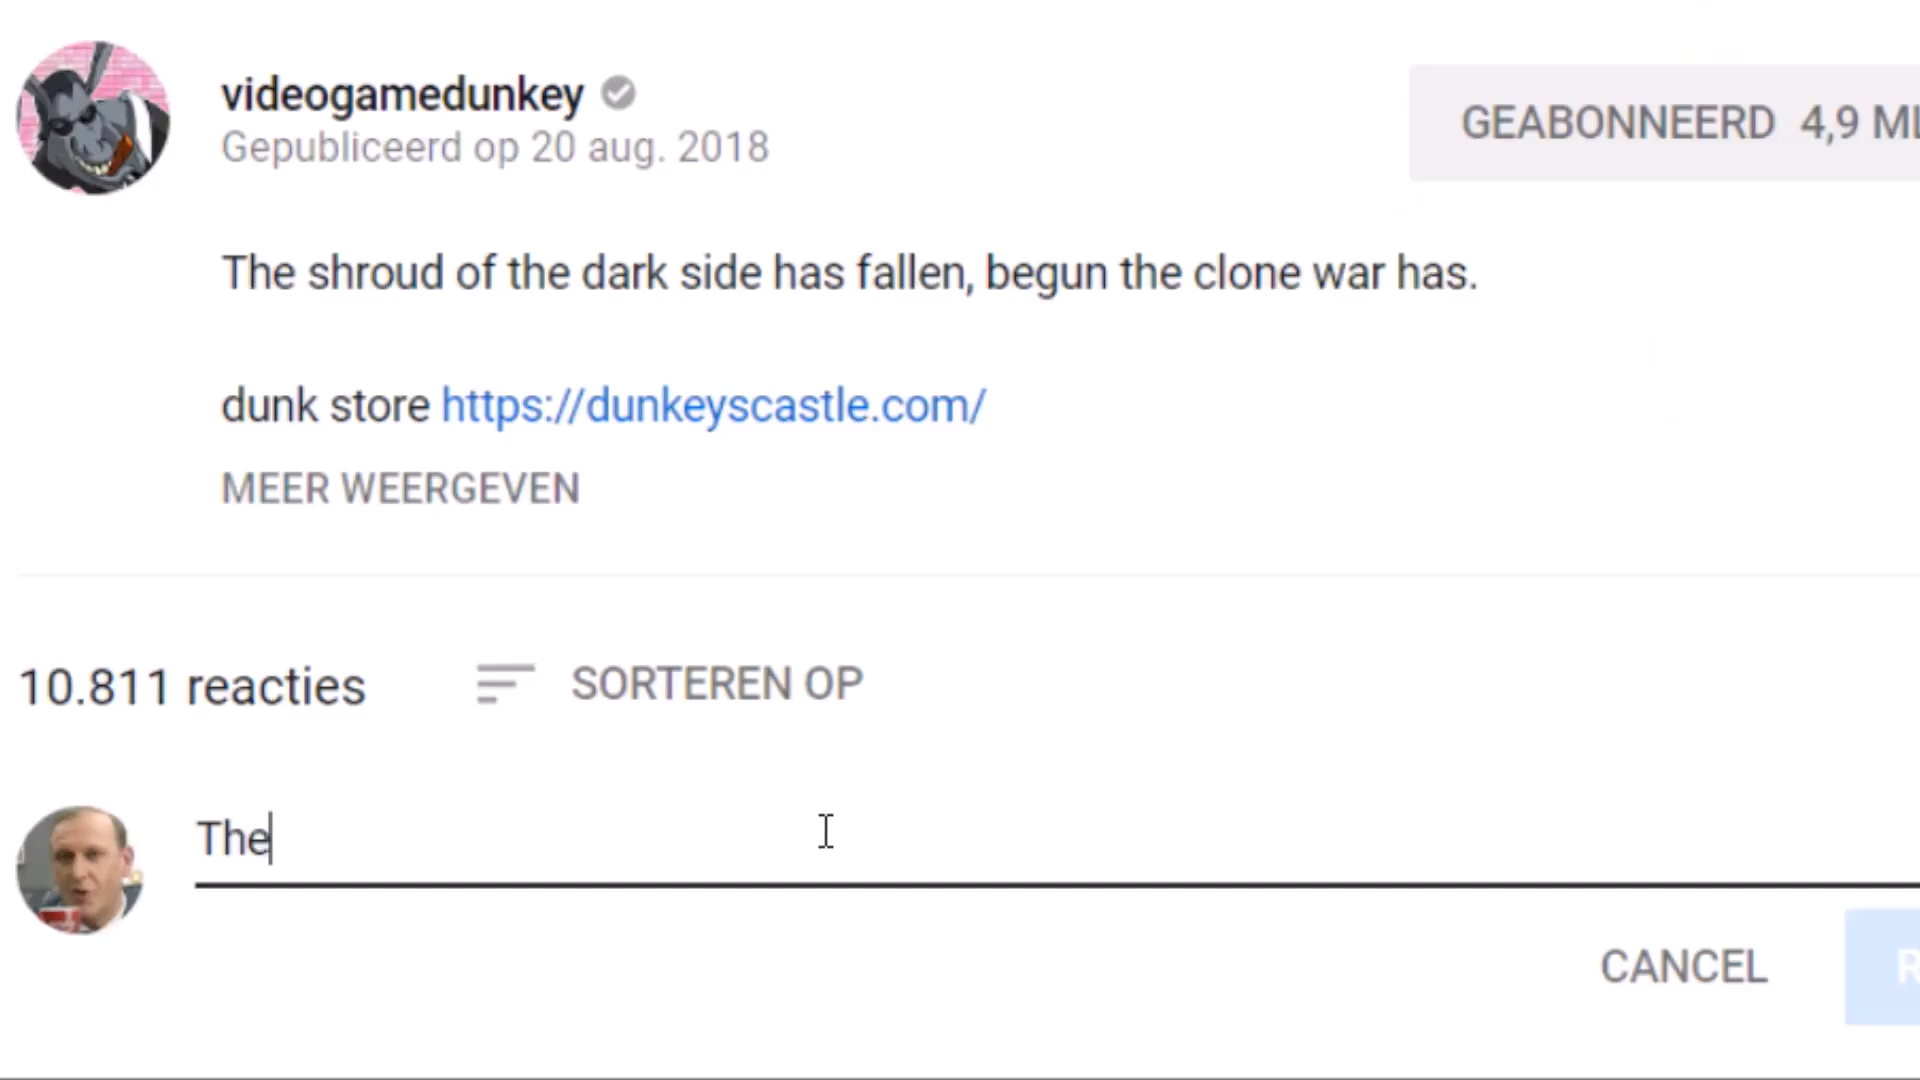 videogamedunkey
Gepubliceerd op 20 aug. 2018
GEABONNEERD 4,9 ML
The shroud of the dark side has fallen, begun the clone war has.
dunk store https://dunkeyscastle.com/
MEER WEERGEVEN
10.811 reacties
SORTEREN OP
The
CANCEL
R